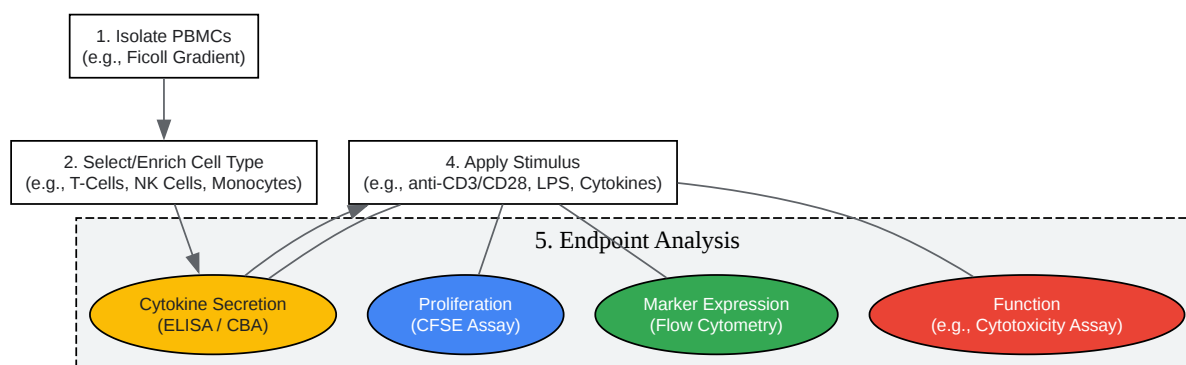 1. Isolate PBMCs
(e.g., Ficoll Gradient)
2. Select/Enrich Cell Type
(e.g., T-Cells, NK Cells, Monocytes)
4. Apply Stimulus
(e.g., anti-CD3/CD28, LPS, Cytokines)
5. Endpoint Analysis
Cytokine Secretion
(ELISA / CBA)
Proliferation
(CFSE Assay)
Marker Expression
(Flow Cytometry)
Function
(e.g., Cytotoxicity Assay)